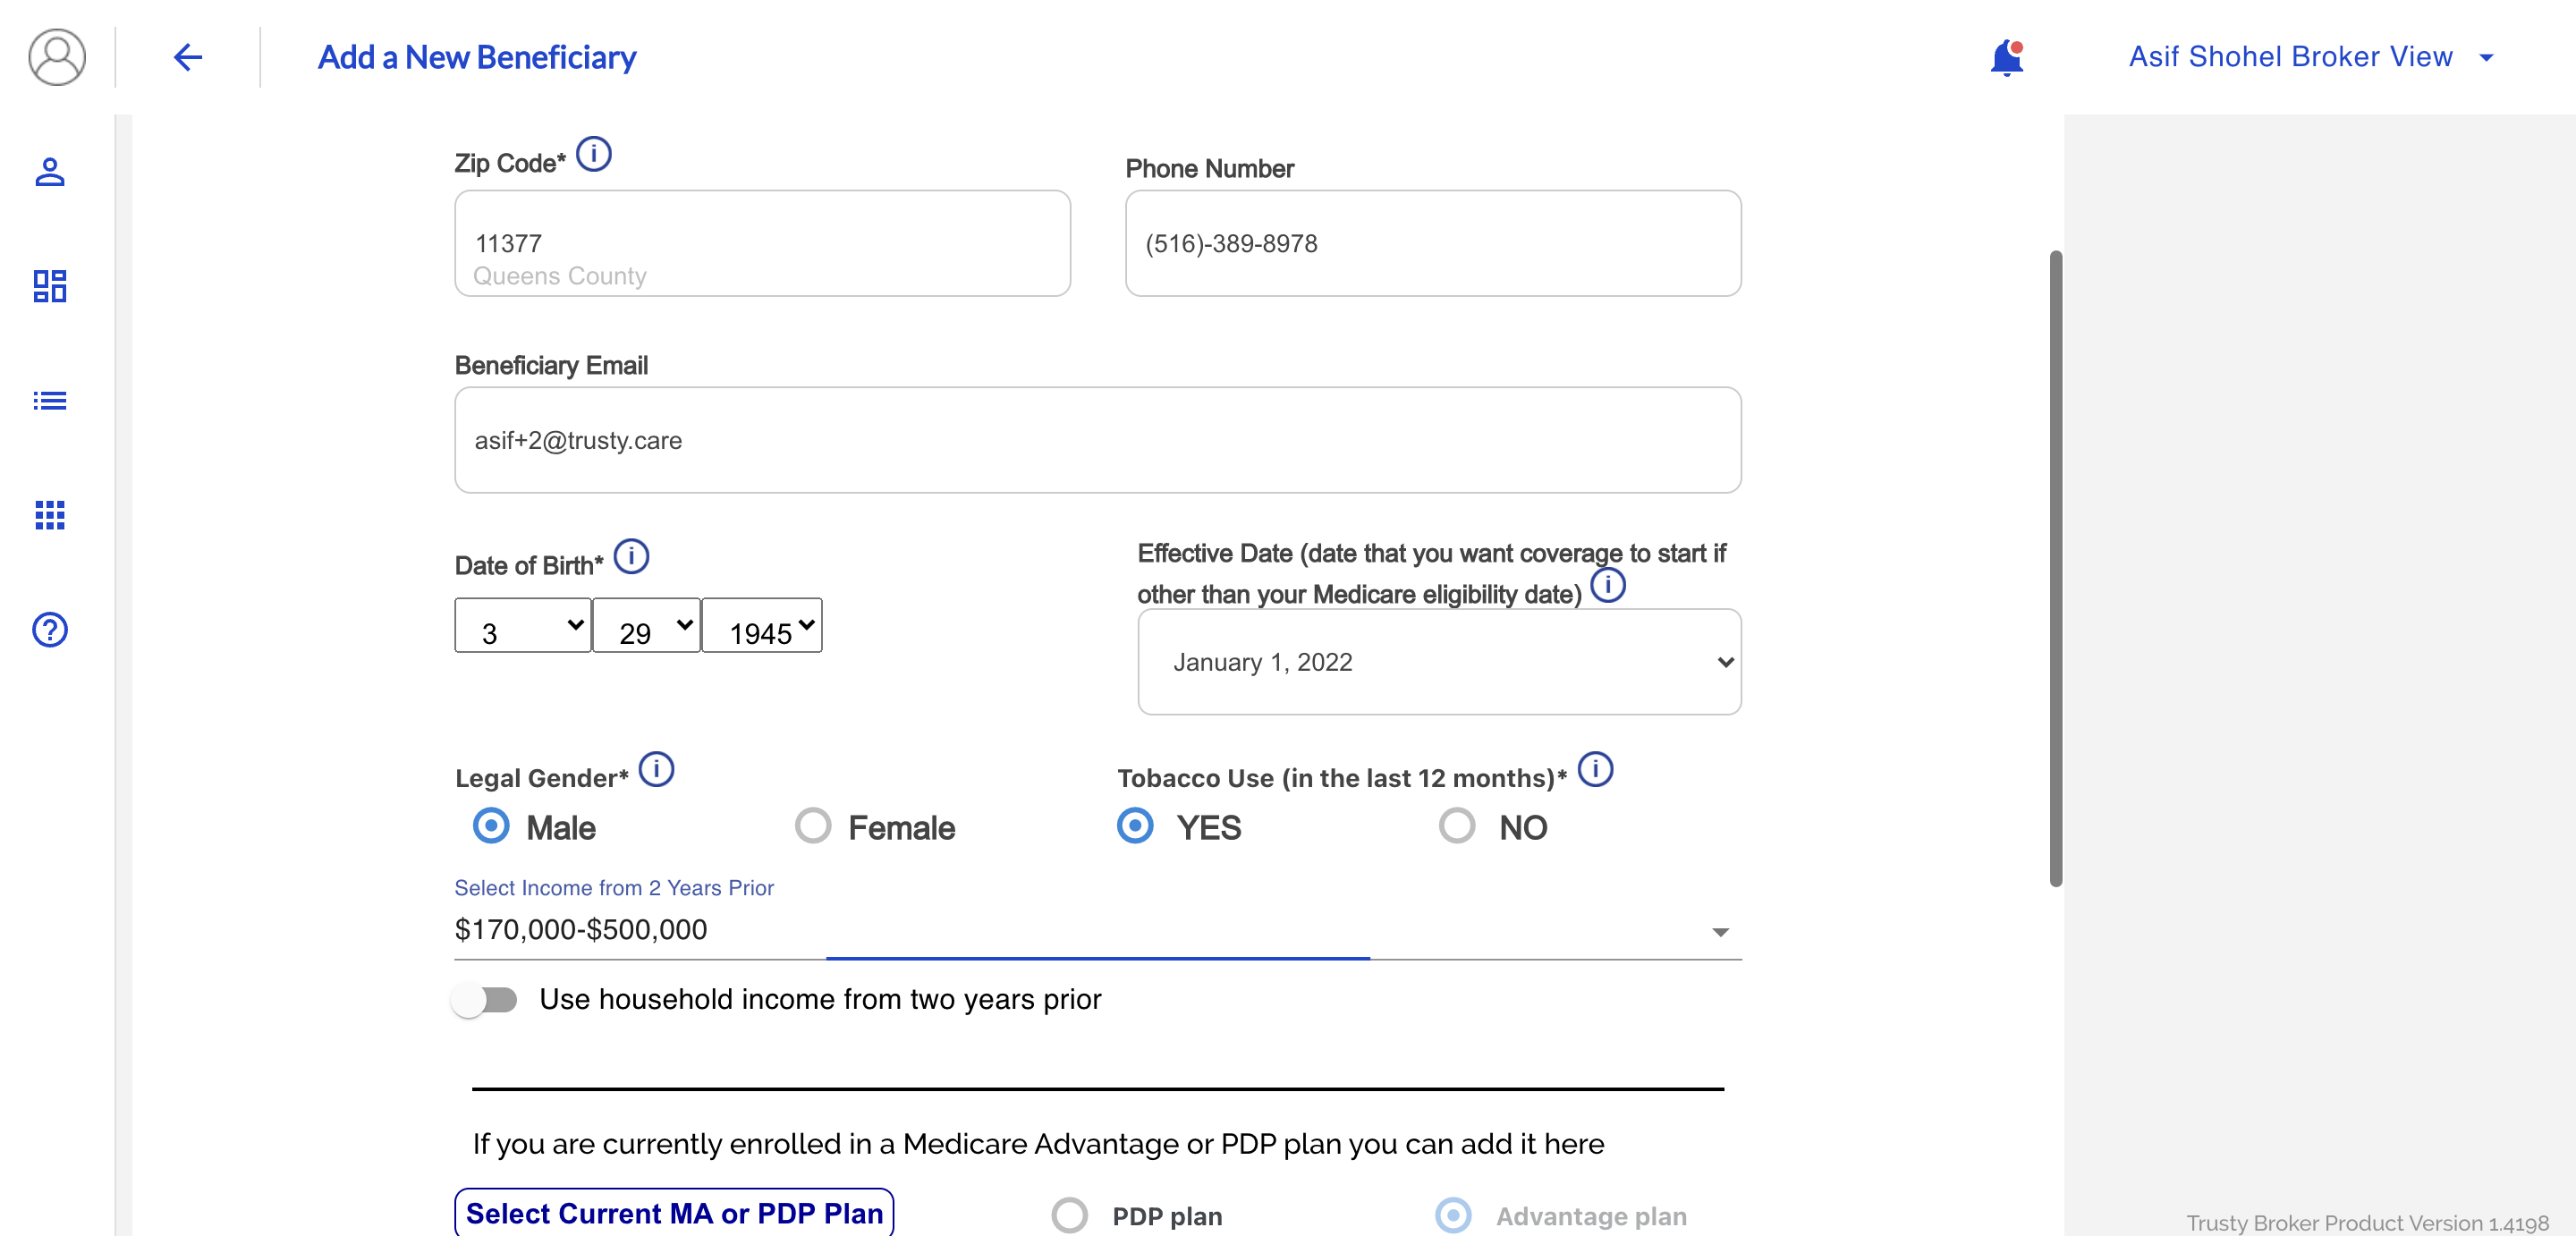 Add a New Beneficiary
Asif Shohel Broker View
Zip Code*
Phone Number
11377
Queens County
(516)-389-8978
Beneficiary Email
asif+2@trusty.care
Date of Birth*
Effective Date (date that you want coverage to start if
other than your Medicare eligibility date)
3
29
1945
January 1, 2022
Legal Gender*
Tobacco Use (in the last 12 months)*
Male
Female
YES
NO
Select Income from 2 Years Prior
$170,000-$500,000
Use household income from two years prior
If you are currently enrolled in a Medicare Advantage or PDP plan you can add it here
Select Current MA or PDP Plan
PDP plan
Advantage plan
Trusty Broker Product Version 1.4198